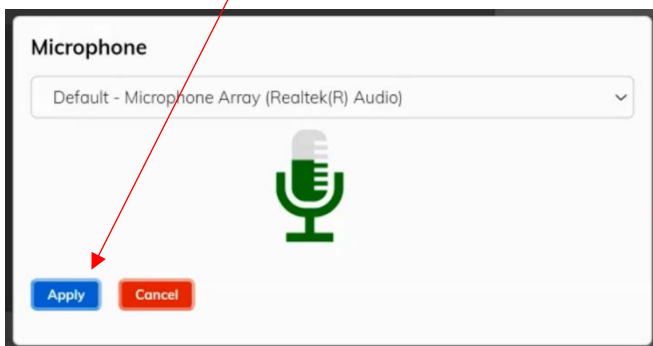 Microphone
Default - Microphone Array (Realtek(R) Audio)
Apply Cancel